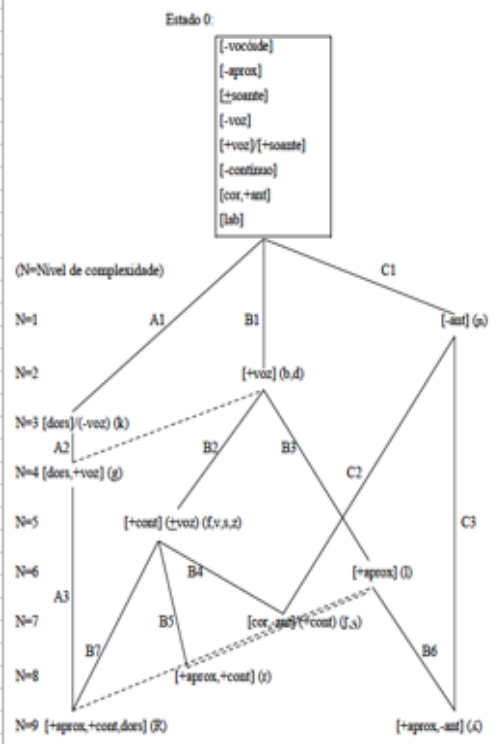 Estado 0:
[-vocóide]
[-aprox]
[+soante]
[-voz]
[+voz]/[+soante]
[-contínuo]
[cor,+ant]
[lab]
(N=Nível de complexidade)
C1
N=1 A1 B1 [-ant] (ɲ)
N=2 [+voz] (b,d)
N=3 [dors]/(-voz) (k)
A2 B2 B3
N=4 [dors,+voz] (g) C2
N=5 [+cont] (±voz) (f,v,s,z) C3
N=6 B4 [+aprox] (l)
A3
N=7 B5 [cor,-ant]/(+cont) (ʃ,ʒ)
B7 B6
N=8 [+aprox,+cont] (r)
N=9 [+aprox,+cont,dors] (R) [+aprox,-ant] (ʎ)